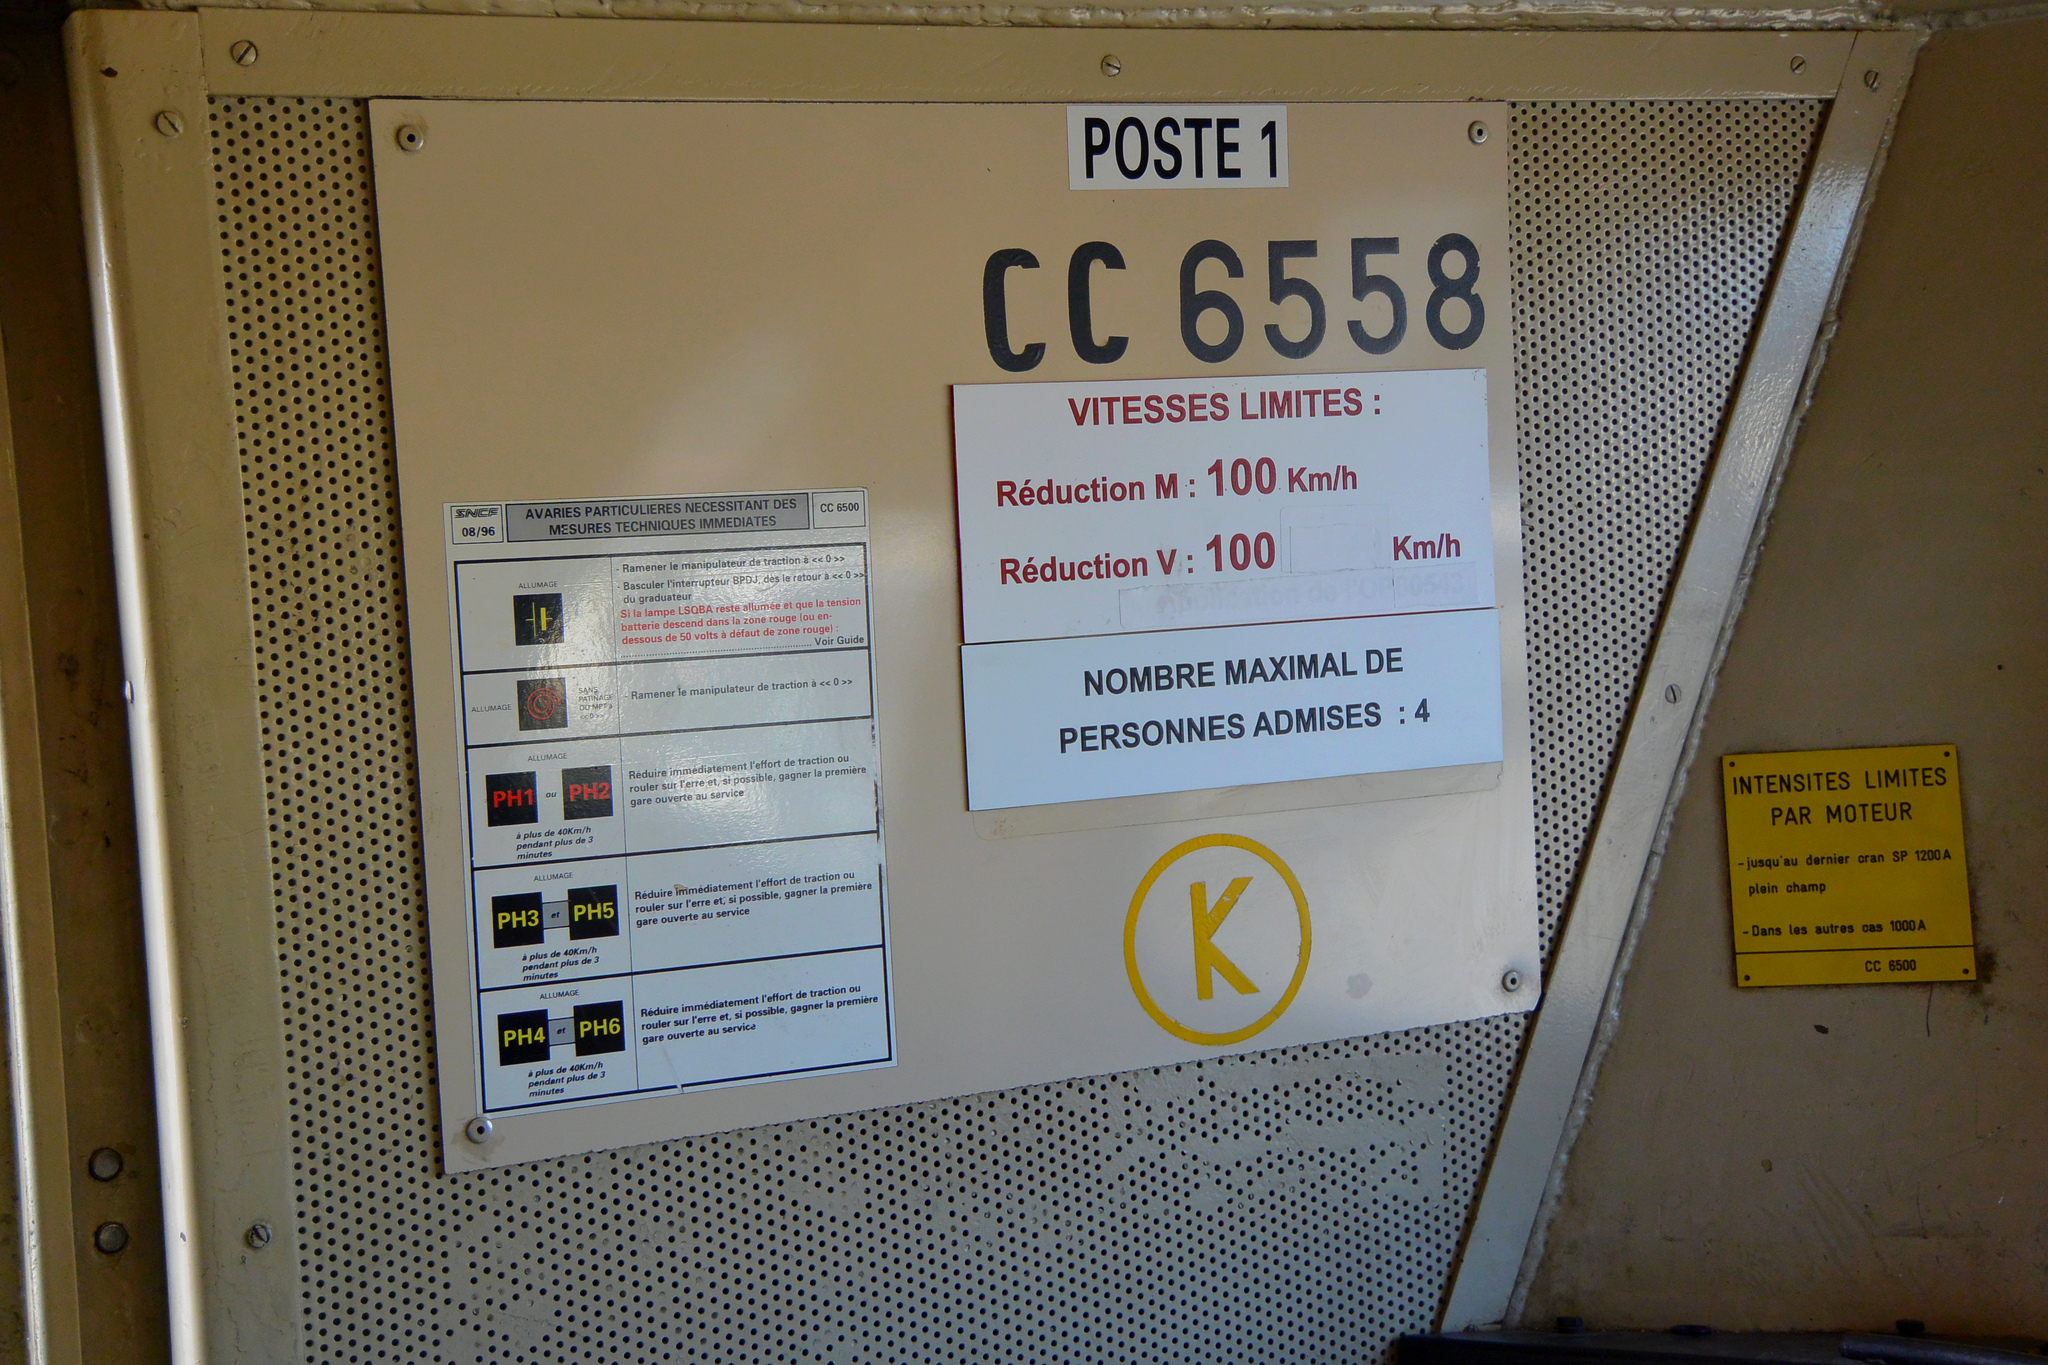 POSTE 1
CC 6558
VITESSES LIMITES :
Réduction M : 100 Km/h
Réduction V : 100 Km/h
NOMBRE MAXIMAL DE
PERSONNES ADMISES : 4
K
SNCF
08/96
AVARIES PARTICULIERES NECESSITANT DES
MESURES TECHNIQUES IMMEDIATES
CC 6500
ALLUMAGE
- Ramener le manipulateur de traction à << 0 >>
- Basculer l'interrupteur BPDJ, dès le retour à << 0 >>
du graduateur
Si la lampe LSQBA reste allumée et que la tension
batterie descend dans la zone rouge (ou en-
dessous de 50 volts à défaut de zone rouge) :
Voir Guide
ALLUMAGE
SANS
PATINAGE
<< 0 >>
- Ramener le manipulateur de traction à << 0 >>
ALLUMAGE
PH1 ou PH2
à plus de 40Km/h
pendant plus de 3
minutes
Réduire immédiatement l'effort de traction ou
rouler sur l'erre et, si possible, gagner la première
gare ouverte au service
ALLUMAGE
PH3 et PH5
à plus de 40Km/h
pendant plus de 3
minutes
Réduire immédiatement l'effort de traction ou
rouler sur l'erre et, si possible, gagner la première
gare ouverte au service
ALLUMAGE
PH4 et PH6
à plus de 40Km/h
pendant plus de 3
minutes
Réduire immédiatement l'effort de traction ou
rouler sur l'erre et, si possible, gagner la première
gare ouverte au service
INTENSITES LIMITES
PAR MOTEUR
- jusqu'au dernier cran SP 1200 A
plein champ
- Dans les autres cas 1000 A
CC 6500